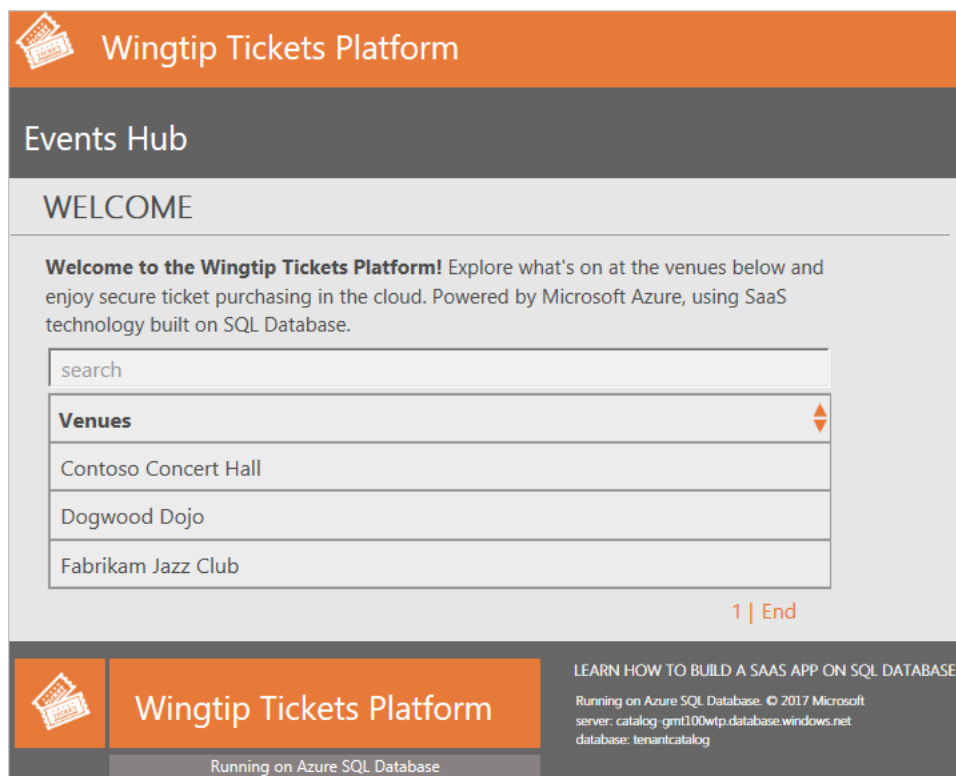 Wingtip Tickets Platform
Events Hub
WELCOME
Welcome to the Wingtip Tickets Platform! Explore what's on at the venues below and
enjoy secure ticket purchasing in the cloud. Powered by Microsoft Azure, using SaaS
technology built on SQL Database.
search
Venues
Contoso Concert Hall
Dogwood Dojo
Fabrikam Jazz Club
1 | End
Wingtip Tickets Platform
Running on Azure SQL Database
LEARN HOW TO BUILD A SAAS APP ON SQL DATABASE
Running on Azure SQL Database. © 2017 Microsoft
server: catalog-gmt100wtp.database.windows.net
database: tenantcatalog